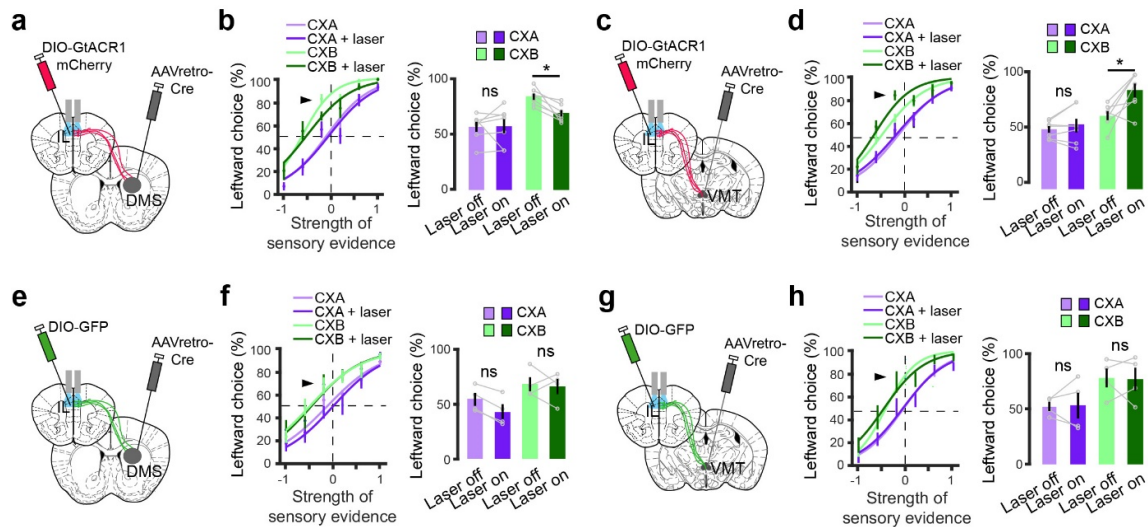 a
DIO-GtACR1
mCherry
AAVretro-
Cre
IL
DMS
b
CXA
CXA + laser
CXB
CXB + laser
Leftward choice (%)
100
80
60
40
20
0
-1
0
1
Strength of
sensory evidence
CXA
CXB
Leftward choice (%)
100
50
0
ns
*
Laser off
Laser on
Laser off
Laser on
c
DIO-GtACR1
mCherry
AAVretro-
Cre
IL
VMT
d
CXA
CXA + laser
CXB
CXB + laser
Leftward choice (%)
100
80
60
40
20
0
-1
0
1
Strength of
sensory evidence
CXA
CXB
Leftward choice (%)
100
50
0
ns
*
Laser off
Laser on
Laser off
Laser on
e
DIO-GFP
AAVretro-
Cre
IL
DMS
f
CXA
CXA + laser
CXB
CXB + laser
Leftward choice (%)
100
80
60
40
20
0
-1
0
1
Strength of
sensory evidence
CXA
CXB
Leftward choice (%)
100
50
0
ns
ns
Laser off
Laser on
Laser off
Laser on
g
DIO-GFP
AAVretro-
Cre
IL
VMT
h
CXA
CXA + laser
CXB
CXB + laser
Leftward choice (%)
100
80
60
40
20
0
-1
0
1
Strength of
sensory evidence
CXA
CXB
Leftward choice (%)
100
50
0
ns
ns
Laser off
Laser on
Laser off
Laser on